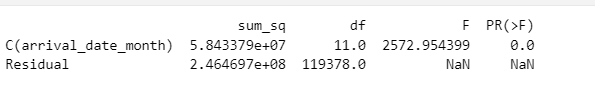 sum_sq df F PR(>F)
C(arrival_date_month) 5.843379e+07 11.0 2572.954399 0.0
Residual 2.464697e+08 119378.0 NaN NaN